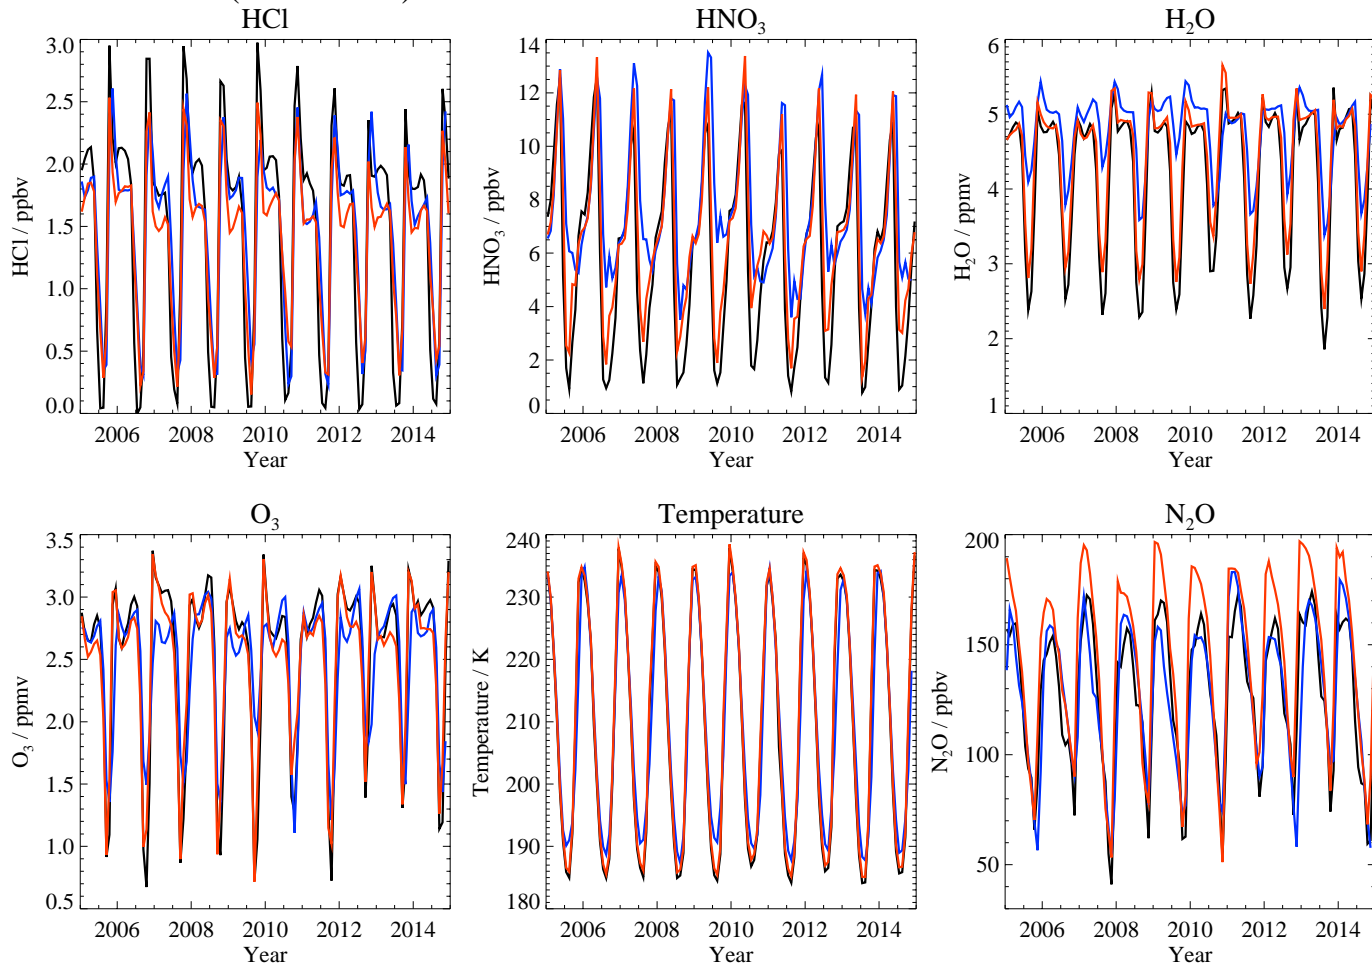 HCl
HNO₃
H₂O
3.0
2.5
2.0
1.5
1.0
0.5
0.0
HCl / ppbv
2006 2008 2010 2012 2014
Year
14
12
10
8
6
4
2
0
HNO₃ / ppbv
2006 2008 2010 2012 2014
Year
6
5
4
3
2
1
H₂O / ppmv
2006 2008 2010 2012 2014
Year
O₃
Temperature
N₂O
3.5
3.0
2.5
2.0
1.5
1.0
0.5
O₃ / ppmv
2006 2008 2010 2012 2014
Year
240
230
220
210
200
190
180
Temperature / K
2006 2008 2010 2012 2014
Year
200
150
100
50
N₂O / ppbv
2006 2008 2010 2012 2014
Year